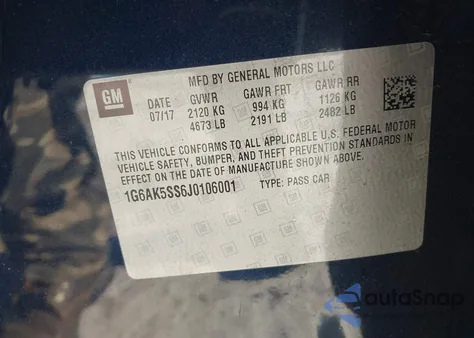 MFD BY GENERAL MOTORS LLC
GM
DATE GVWR GAWR FRT GAWR RR
07/17 2120 KG 994 KG 1126 KG
4673 LB 2191 LB 2482 LB
THIS VEHICLE CONFORMS TO ALL APPLICABLE U.S. FEDERAL MOTOR
VEHICLE SAFETY, BUMPER, AND THEFT PREVENTION STANDARDS IN
EFFECT ON THE DATE OF MANUFACTURE SHOWN ABOVE.
1G6AK5SS6J0106001 TYPE: PASS CAR
autoSnap